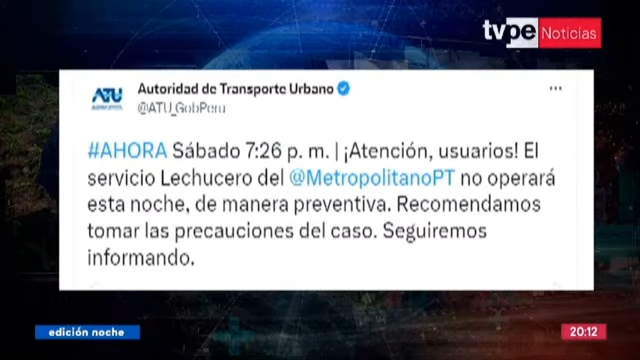 tvpe Noticias
ATU
Autoridad de Transporte Urbano
...
@ATU_GobPeru
#AHORA Sábado 7:26 p. m. | ¡Atención, usuarios! El
servicio Lechucero del @MetropolitanoPT no operará
esta noche, de manera preventiva. Recomendamos
tomar las precauciones del caso. Seguiremos
informando.
edición noche
20:12